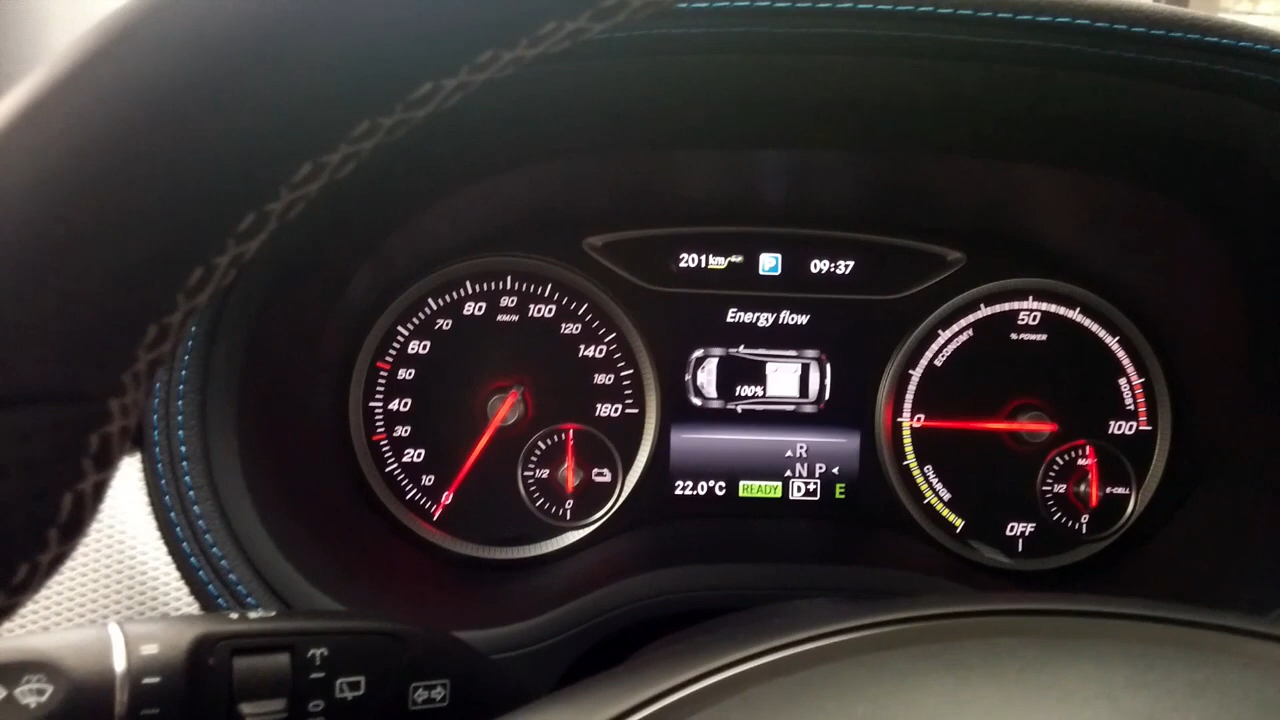 201 km 09:37
Energy flow
100%
R
N P
22.0°C READY D+ E
0
10
20
30
40
50
60
70
80
90
100
120
140
160
180
KM/H
1/2
0
OFF
CHARGE
0
ECONOMY
50
% POWER
BOOST
100
1/2
0
E-CELL